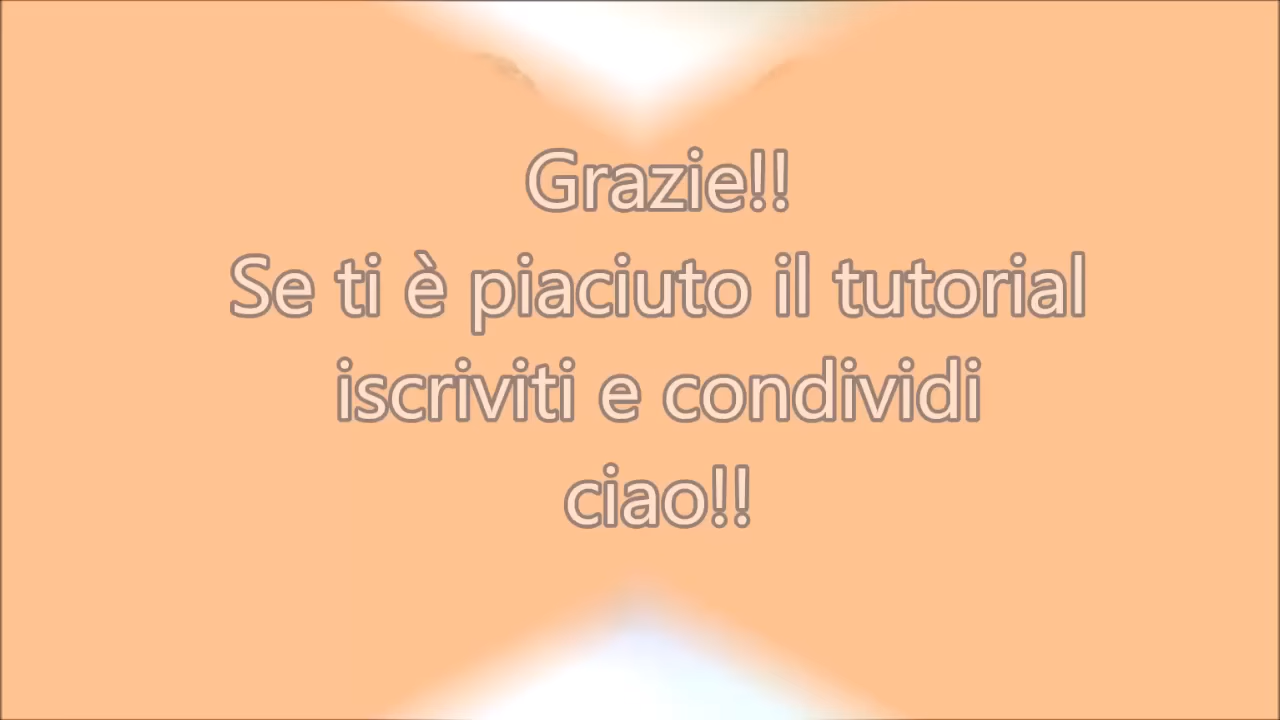 Grazie!!
Se ti è piaciuto il tutorial
iscriviti e condividi
ciao!!